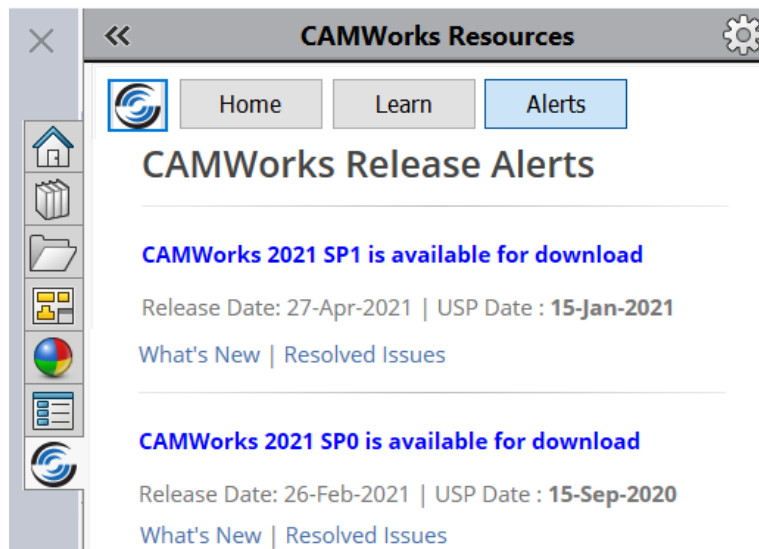 CAMWorks Resources
Home Learn Alerts
CAMWorks Release Alerts
CAMWorks 2021 SP1 is available for download
Release Date: 27-Apr-2021 | USP Date : 15-Jan-2021
What's New | Resolved Issues
CAMWorks 2021 SP0 is available for download
Release Date: 26-Feb-2021 | USP Date : 15-Sep-2020
What's New | Resolved Issues